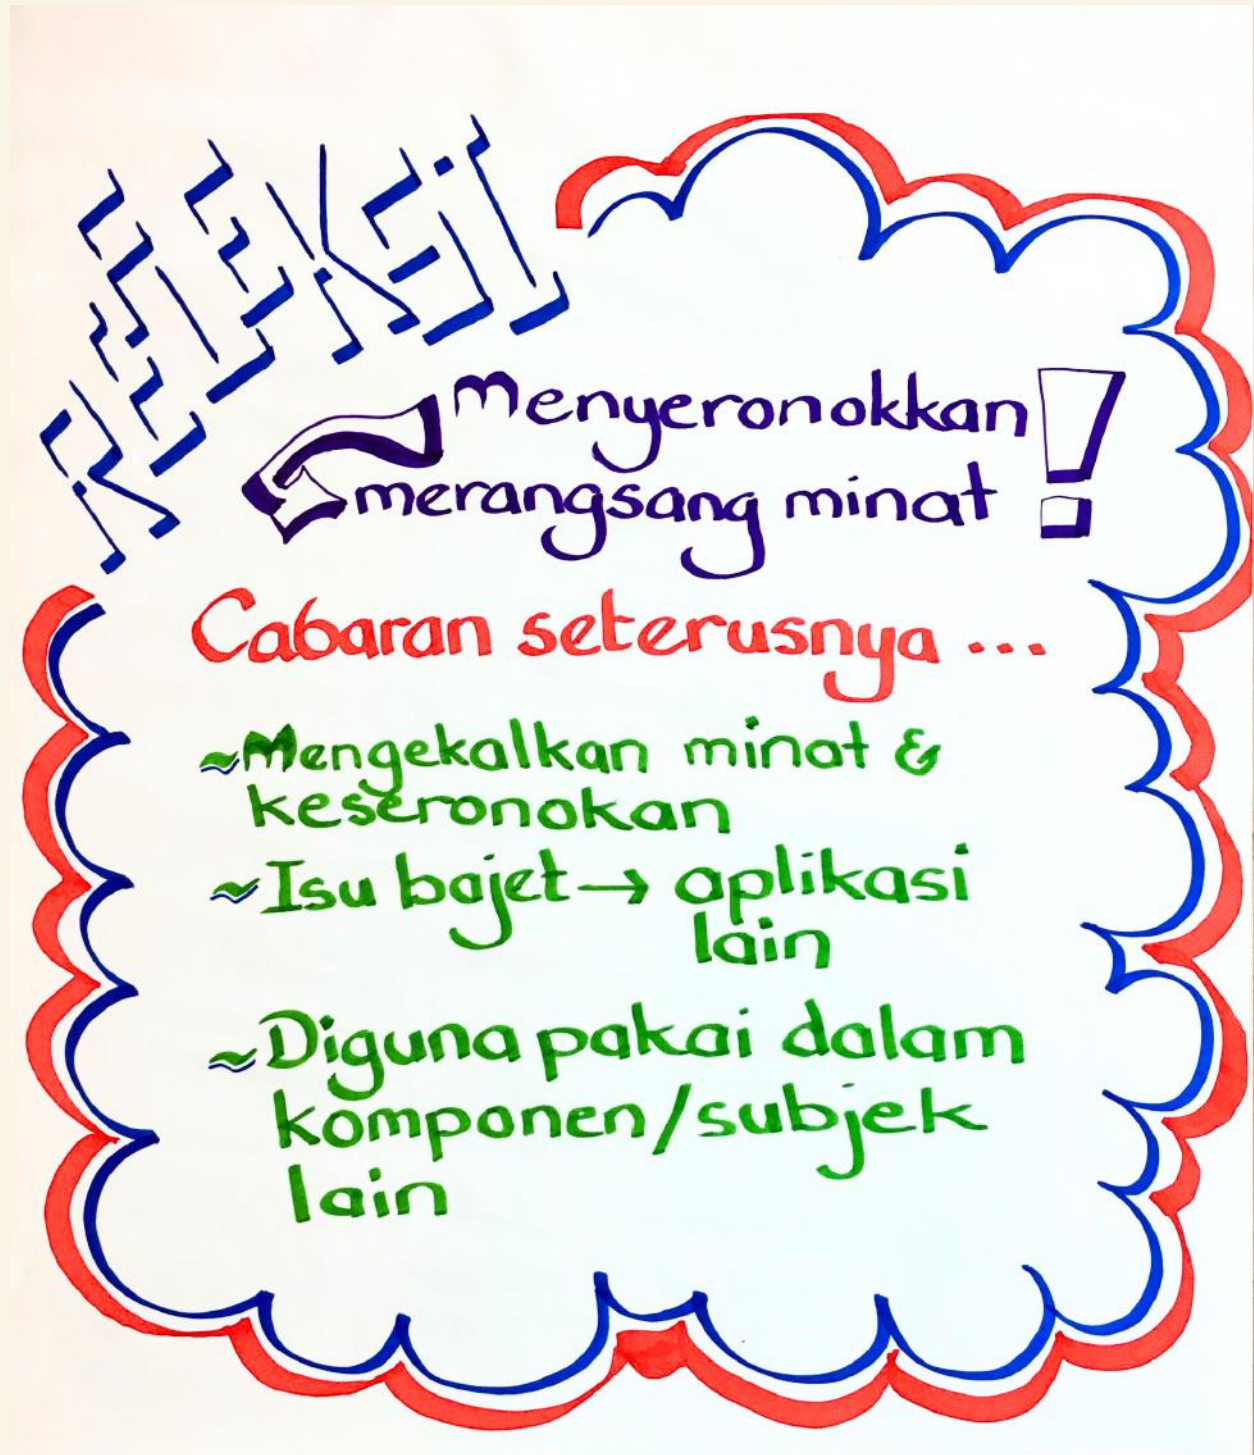 REFLEKSI
Menyeronokkan !
merangsang minat
Cabaran seterusnya ...
~Mengekalkan minat &
keseronokan
~Isu bajet → aplikasi
lain
~Diguna pakai dalam
komponen/subjek
lain